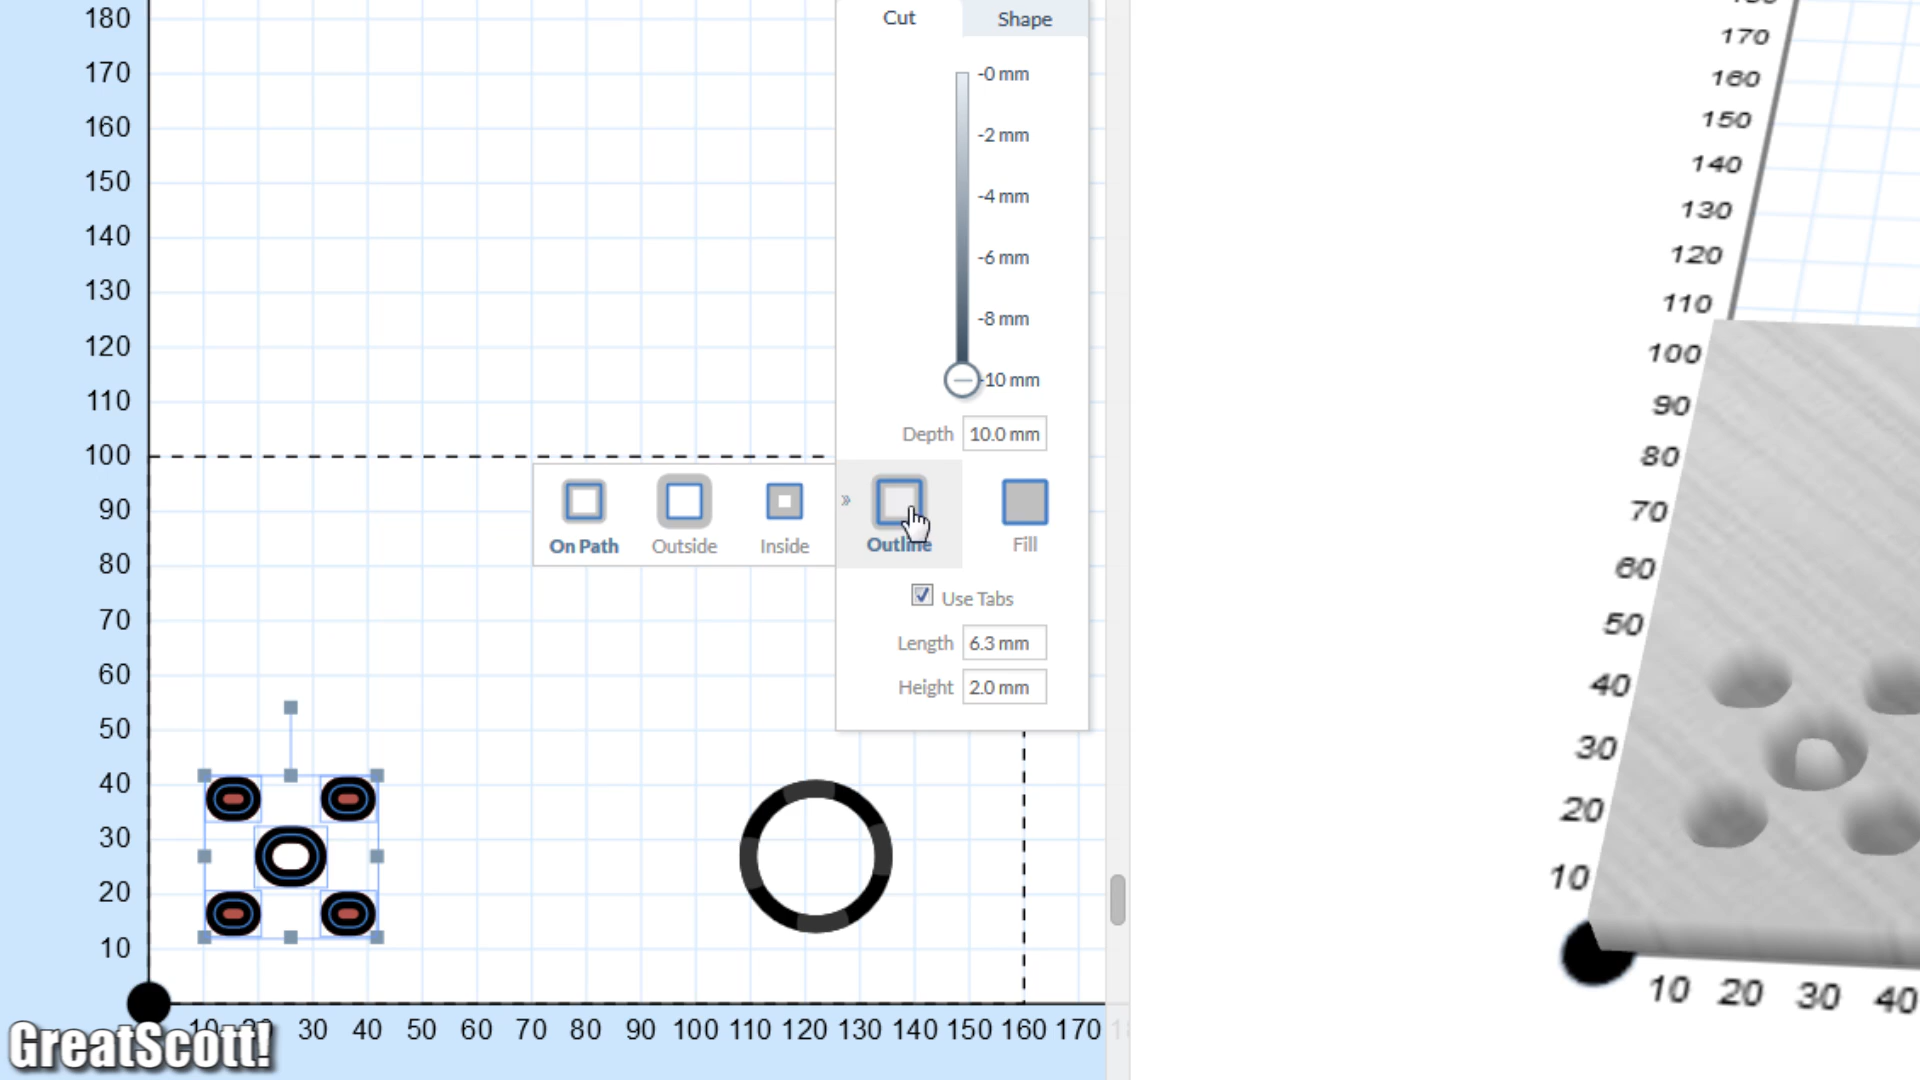 180
170
160
150
140
130
120
110
100
90
80
70
60
50
40
30
20
10
10 20 30 40 50 60 70 80 90 100 110 120 130 140 150 160 170
Cut
Shape
-0 mm
-2 mm
-4 mm
-6 mm
-8 mm
-10 mm
Depth 10.0 mm
On Path
Outside
Inside
»
Outline
Fill
Use Tabs
Length 6.3 mm
Height 2.0 mm
170
160
150
140
130
120
110
100
90
80
70
60
50
40
30
20
10
10 20 30 40
GreatScott!